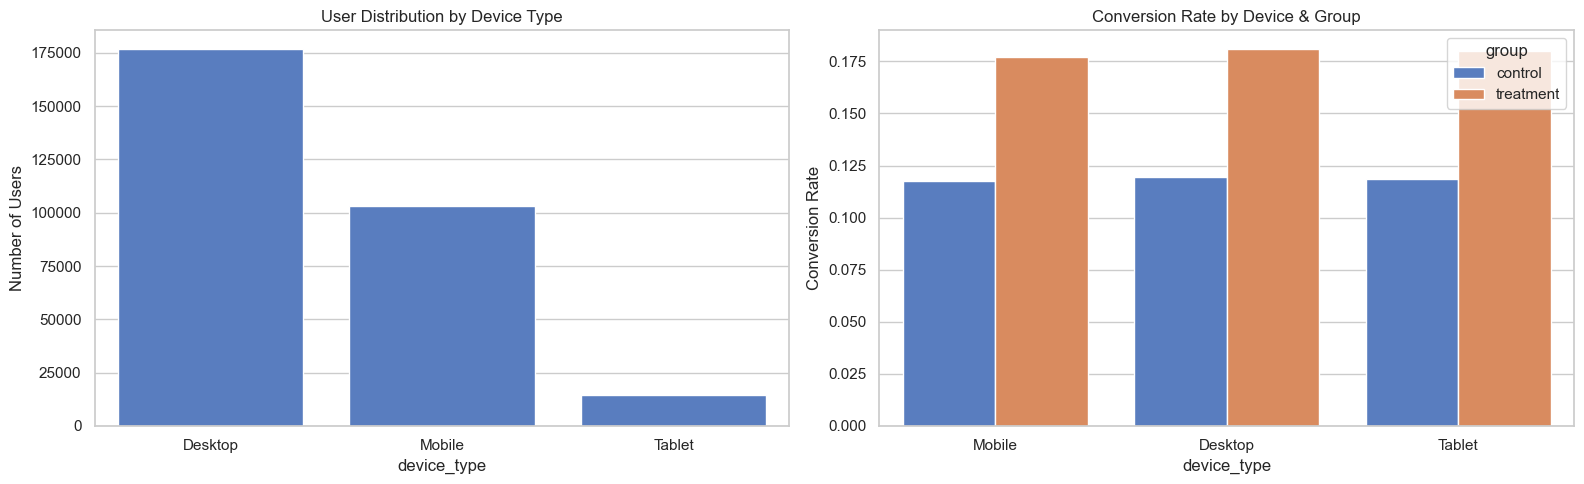 User Distribution by Device Type
175000
150000
125000
100000
75000
50000
25000
0
Number of Users
Desktop
Mobile
Tablet
device_type
Conversion Rate by Device & Group
group
control
treatment
0.175
0.150
0.125
0.100
0.075
0.050
0.025
0.000
Conversion Rate
Mobile
Desktop
Tablet
device_type